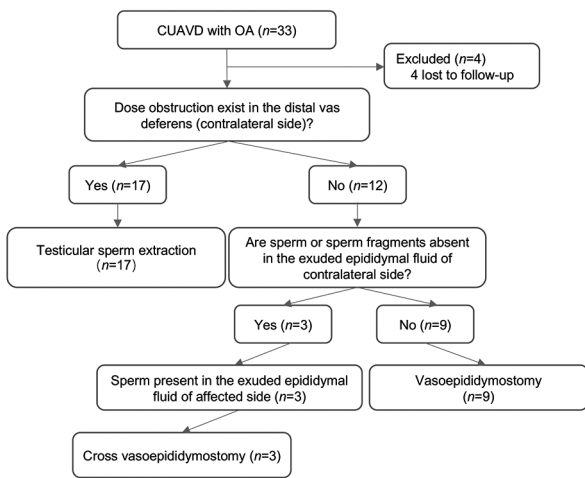 CUAVD with OA (n=33)
Excluded (n=4)
4 lost to follow-up
Dose obstruction exist in the distal vas
deferens (contralateral side)?
Yes (n=17)
No (n=12)
Testicular sperm extraction
(n=17)
Are sperm or sperm fragments absent
in the exuded epididymal fluid of
contralateral side?
Yes (n=3)
No (n=9)
Sperm present in the exuded epididymal
fluid of affected side (n=3)
Vasoepididymostomy
(n=9)
Cross vasoepididymostomy (n=3)